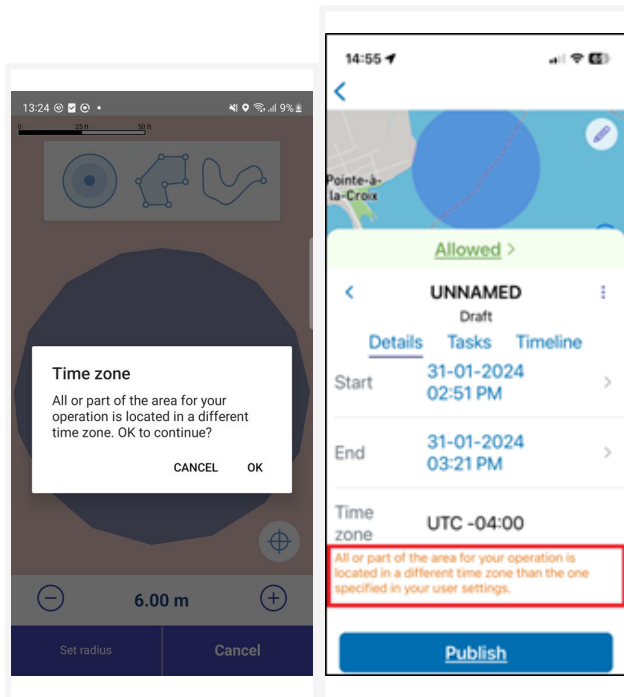 13:24
9%
0 25 ft 50 ft
Time zone
All or part of the area for your
operation is located in a different
time zone. OK to continue?
CANCEL OK
6.00 m
Set radius Cancel
14:55
Pointe-à-
la-Croix
Allowed >
UNNAMED
Draft
Details Tasks Timeline
Start
31-01-2024
02:51 PM
End
31-01-2024
03:21 PM
Time
zone
UTC -04:00
All or part of the area for your operation is
located in a different time zone than the one
specified in your user settings.
Publish